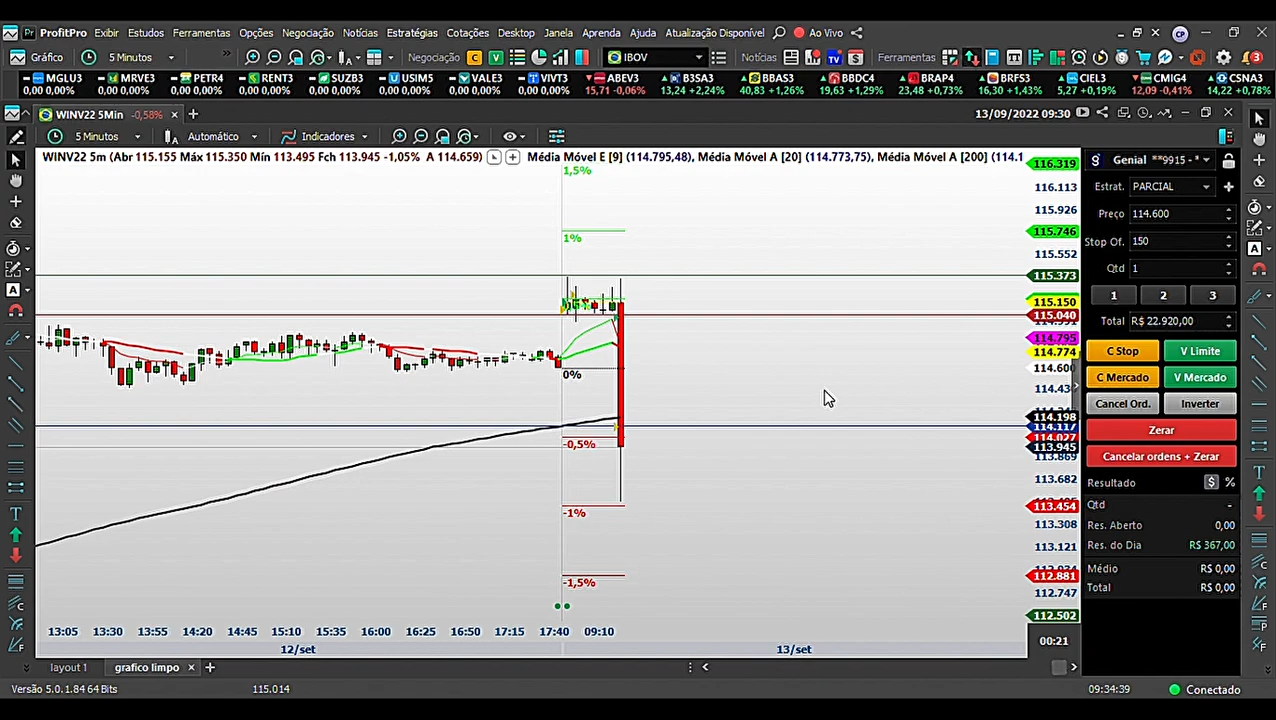 ProfitPro Exibir Estudos Ferramentas Opções Negociação Notícias Estratégias Cotações Desktop Janela Aprenda Ajuda Atualização Disponível Ao Vivo CP
Gráfico 5 Minutos Negociação C V IBOV Notícias Ferramentas
MGLU3 MRVE3 PETR4 RENT3 SUZB3 USIM5 VALE3 VIVT3 ABEV3 B3SA3 BBAS3 BBDC4 BRAP4 BRFS3 CIEL3 CMIG4 CSNA3
0,00 0,00% 0,00 0,00% 0,00 0,00% 0,00 0,00% 0,00 0,00% 0,00 0,00% 0,00 0,00% 0,00 0,00% 15,71 -0,06% 13,24 +2,24% 40,83 +1,26% 19,63 +1,29% 23,48 +0,73% 16,30 +1,43% 5,27 +0,19% 12,09 -0,41% 14,22 +0,78%
WINV22 5Min -0,58% 13/09/2022 09:30
5 Minutos Automático Indicadores
WINV22 5m (Abr 115.155 Máx 115.350 Mín 113.495 Fch 113.945 -1,05% A 114.659) Média Móvel E [9] (114.795,48), Média Móvel A [20] (114.773,75), Média Móvel A [200] (114.1
1,5%
1%
0%
-0,5%
-1%
-1,5%
116.319
116.113
115.926
115.746
115.552
115.373
115.150
115.040
114.795
114.774
114.600
114.198
114.117
114.027
113.945
113.869
113.682
113.454
113.308
113.121
112.881
112.747
112.502
13:05 13:30 13:55 14:20 14:45 15:10 15:35 16:00 16:25 16:50 17:15 17:40 09:10 00:21
12/set 13/set
Genial **9915 - *
Estrat. PARCIAL
Preço 114.600
Stop Of. 150
Qtd 1
1 2 3
Total R$ 22.920,00
C Stop V Limite
C Mercado V Mercado
Cancel Ord. Inverter
Zerar
Cancelar ordens + Zerar
Resultado $ %
Qtd -
Res. Aberto 0,00
Res. do Dia R$ 367,00
Médio R$ 0,00
Total R$ 0,00
layout 1 grafico limpo
Versão 5.0.1.84 64 Bits 115.014 09:34:39 Conectado